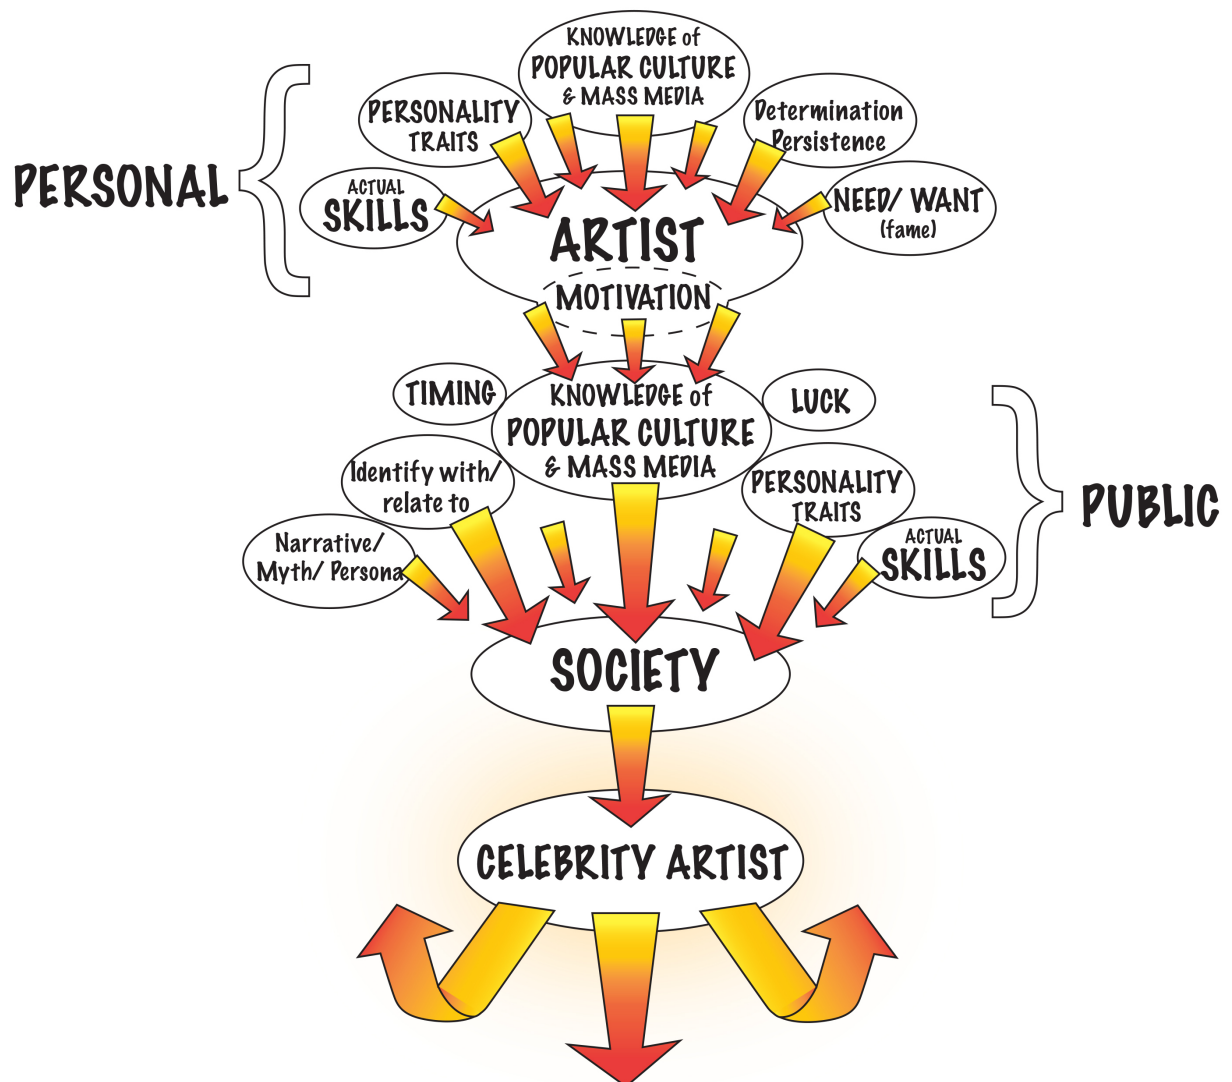 KNOWLEDGE of
POPULAR CULTURE
& MASS MEDIA
PERSONALITY
TRAITS
Determination
Persistence
PERSONAL
ACTUAL
SKILLS
NEED/ WANT
(fame)
ARTIST
MOTIVATION
TIMING
KNOWLEDGE of
POPULAR CULTURE
& MASS MEDIA
LUCK
Identify with/
relate to
PERSONALITY
TRAITS
PUBLIC
Narrative/
Myth/ Persona
ACTUAL
SKILLS
SOCIETY
CELEBRITY ARTIST